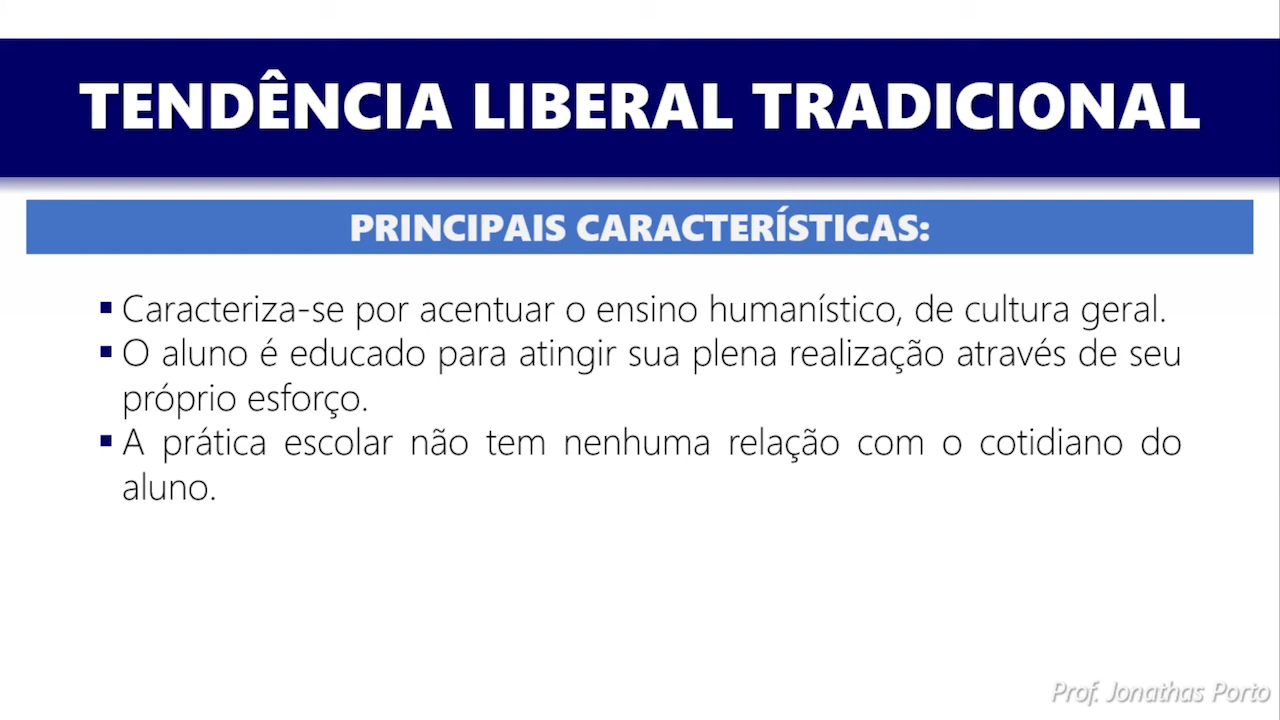 TENDÊNCIA LIBERAL TRADICIONAL
PRINCIPAIS CARACTERÍSTICAS:
▪ Caracteriza-se por acentuar o ensino humanístico, de cultura geral.
▪ O aluno é educado para atingir sua plena realização através de seu
próprio esforço.
▪ A prática escolar não tem nenhuma relação com o cotidiano do
aluno.
Prof. Jonathas Porto